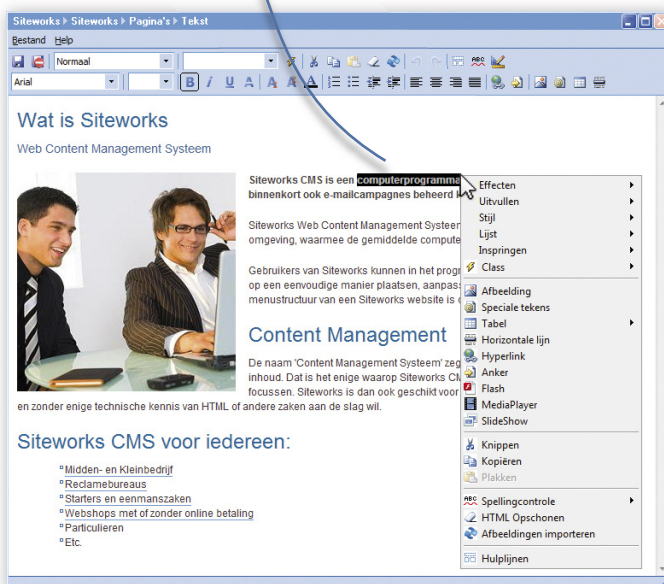 Siteworks Siteworks Pagina's Tekst
Bestand Help
Normaal
ABC
Arial B I U A A A A
Wat is Siteworks
Web Content Management Systeem
Siteworks CMS is een computerprogramma
binnenkort ook e-mailcampagnes beheerd
Siteworks Web Content Management Systeem
omgeving, waarmee de gemiddelde compute
Gebruikers van Siteworks kunnen in het prog
op een eenvoudige manier plaatsen, aanpas
menustructuur van een Siteworks website is
Content Management
De naam 'Content Management Systeem' zeg
inhoud. Dat is het enige waarop Siteworks CM
focussen. Siteworks is dan ook geschikt voor
en zonder enige technische kennis van HTML of andere zaken aan de slag wil.
Siteworks CMS voor iedereen:
Midden- en Kleinbedrijf
Reclamebureaus
Starters en eenmanszaken
Webshops met of zonder online betaling
Particulieren
Etc.
Effecten
Uitvullen
Stijl
Lijst
Inspringen
Class
Afbeelding
Speciale tekens
Tabel
Horizontale lijn
Hyperlink
Anker
Flash
MediaPlayer
SlideShow
Knippen
Kopiëren
Plakken
ABC Spellingcontrole
HTML Opschonen
Afbeeldingen importeren
Hulplijnen